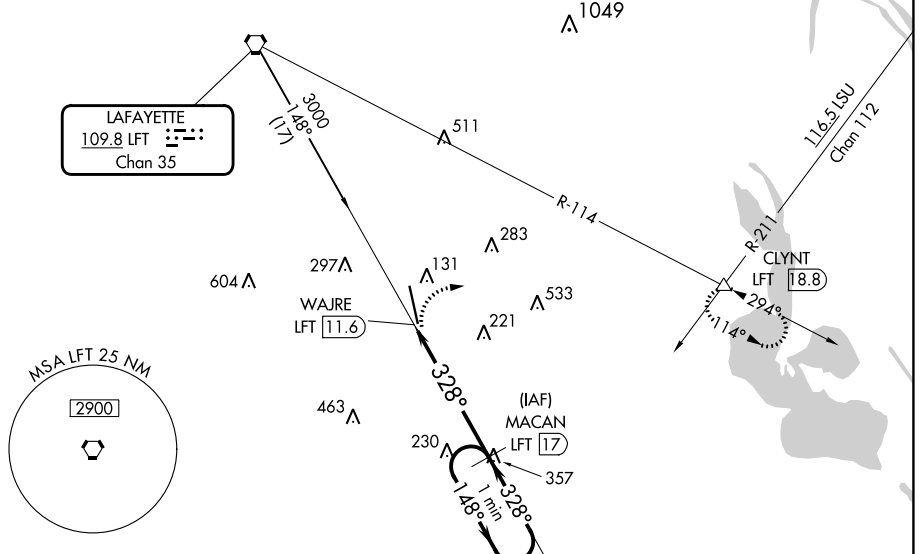 1049
LAFAYETTE
109.8 LFT
Chan 35
3000
148°
(17)
511
116.5 LSU
Chan 112
R-114
R-211
283
CLYNT
LFT 18.8
604
297
131
533
WAJRE
LFT 11.6
221
294°
114°
MSA LFT 25 NM
2900
328°
463
(IAF)
MACAN
LFT 17
230
357
148°
1 min
328°